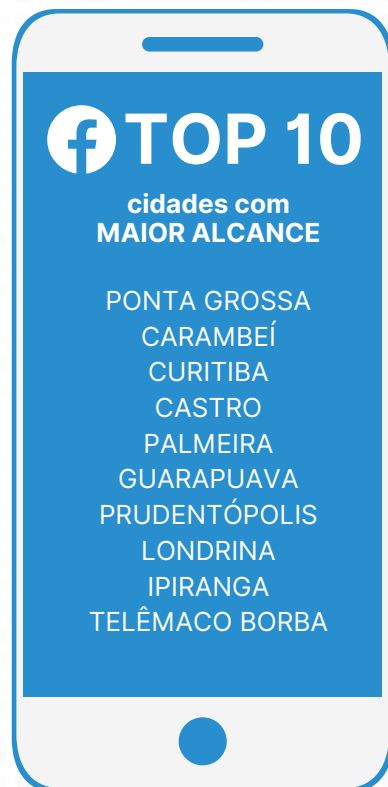 TOP 10
cidades com
MAIOR ALCANCE
PONTA GROSSA
CARAMBEÍ
CURITIBA
CASTRO
PALMEIRA
GUARAPUAVA
PRUDENTÓPOLIS
LONDRINA
IPIRANGA
TELÊMACO BORBA